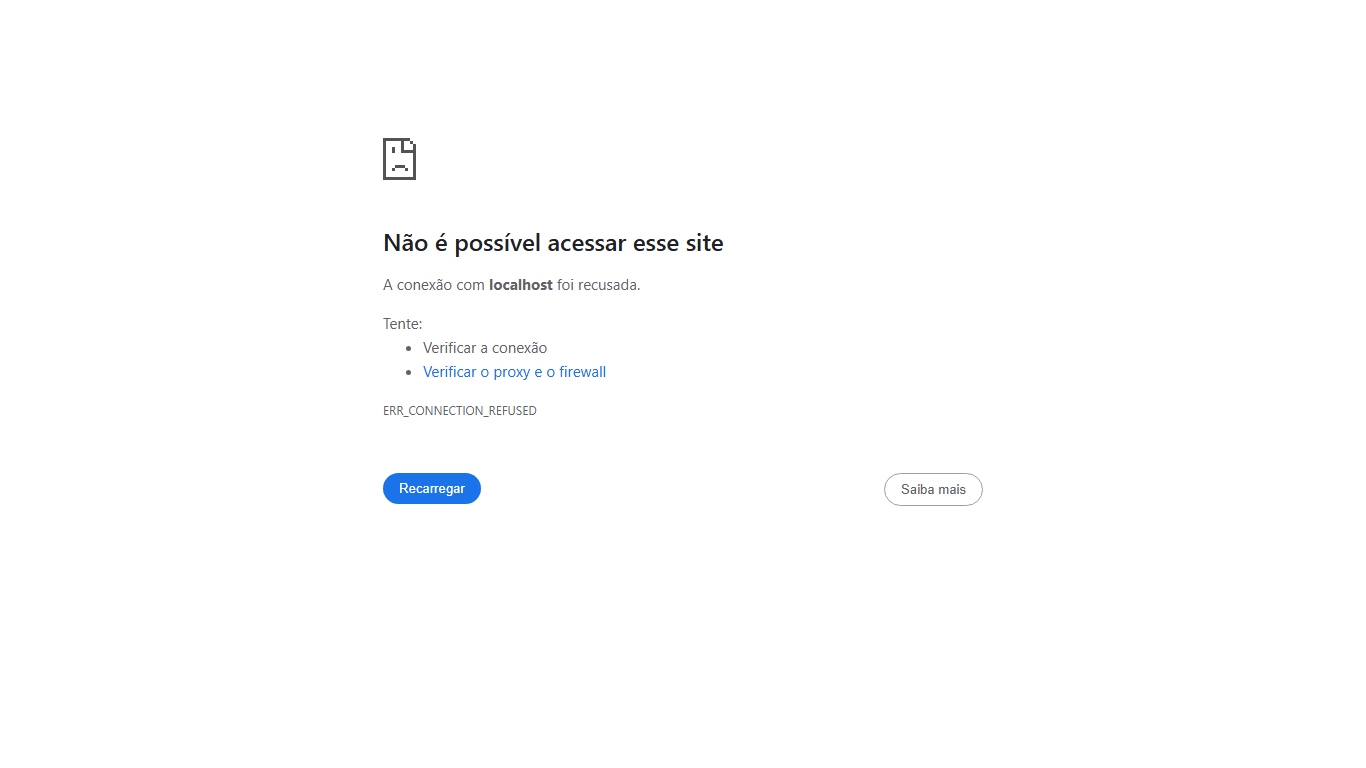 Não é possível acessar esse site
A conexão com localhost foi recusada.
Tente:
Verificar a conexão
Verificar o proxy e o firewall
ERR_CONNECTION_REFUSED
Recarregar
Saiba mais